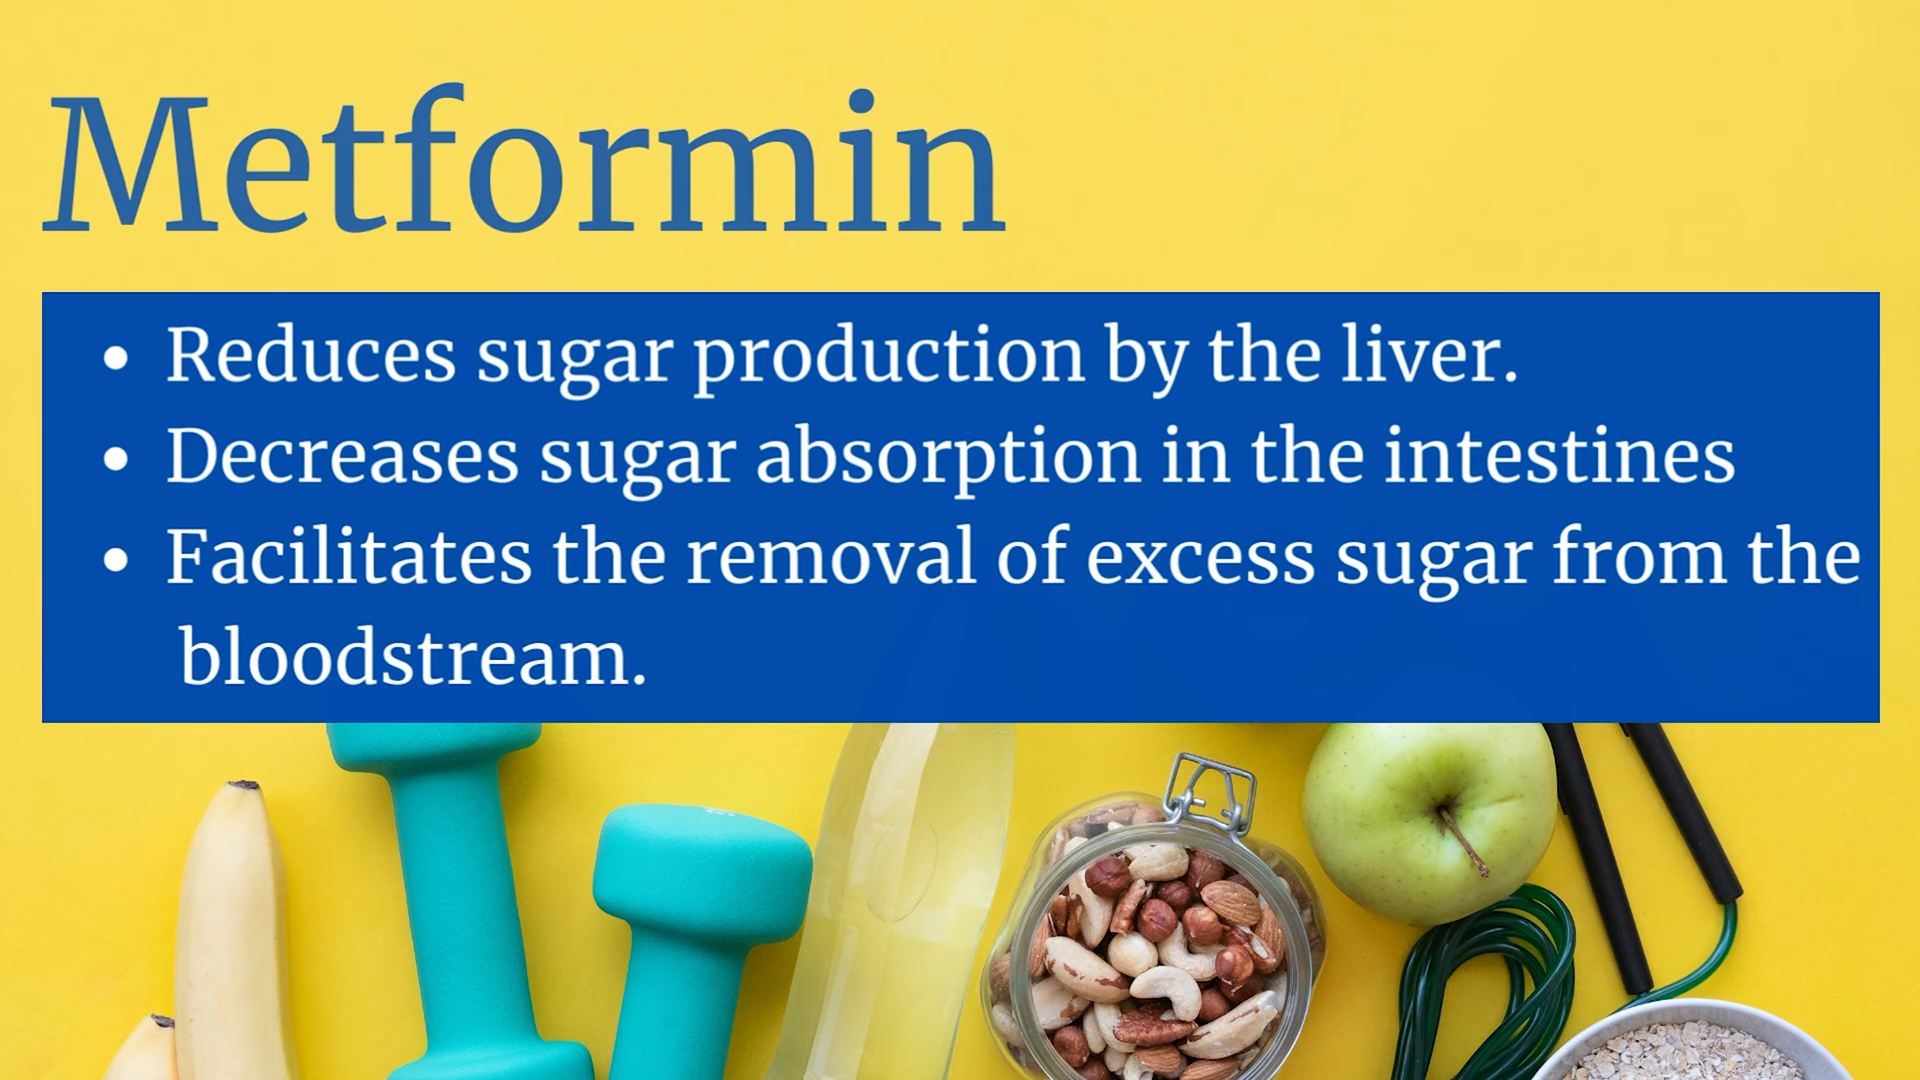 Metformin
• Reduces sugar production by the liver.
• Decreases sugar absorption in the intestines
• Facilitates the removal of excess sugar from the
bloodstream.